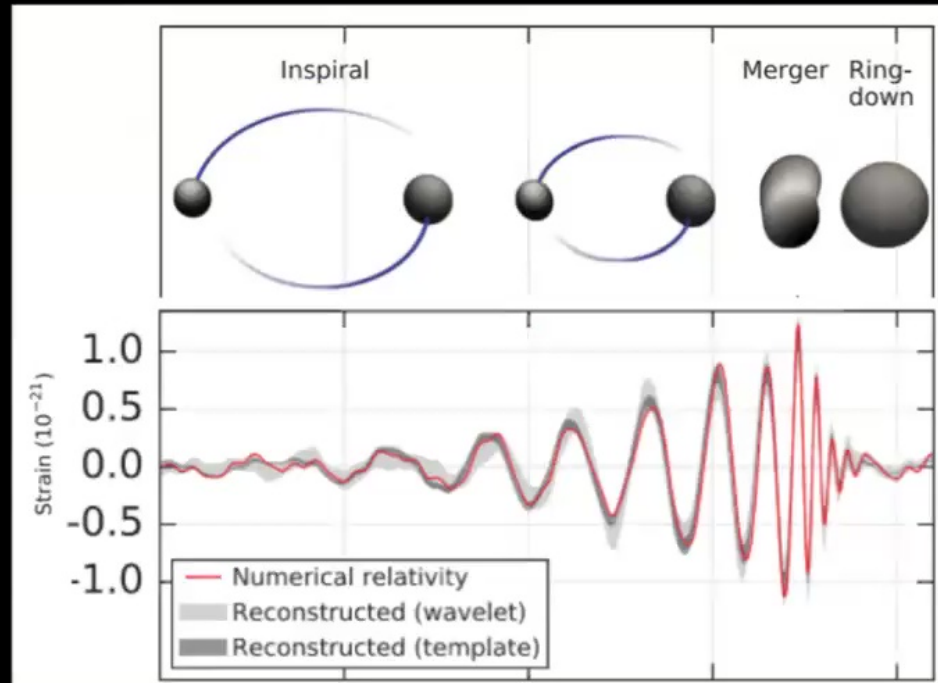 Inspiral
Merger
Ring-
down
Strain (10⁻²¹)
1.0
0.5
0.0
-0.5
-1.0
Numerical relativity
Reconstructed (wavelet)
Reconstructed (template)